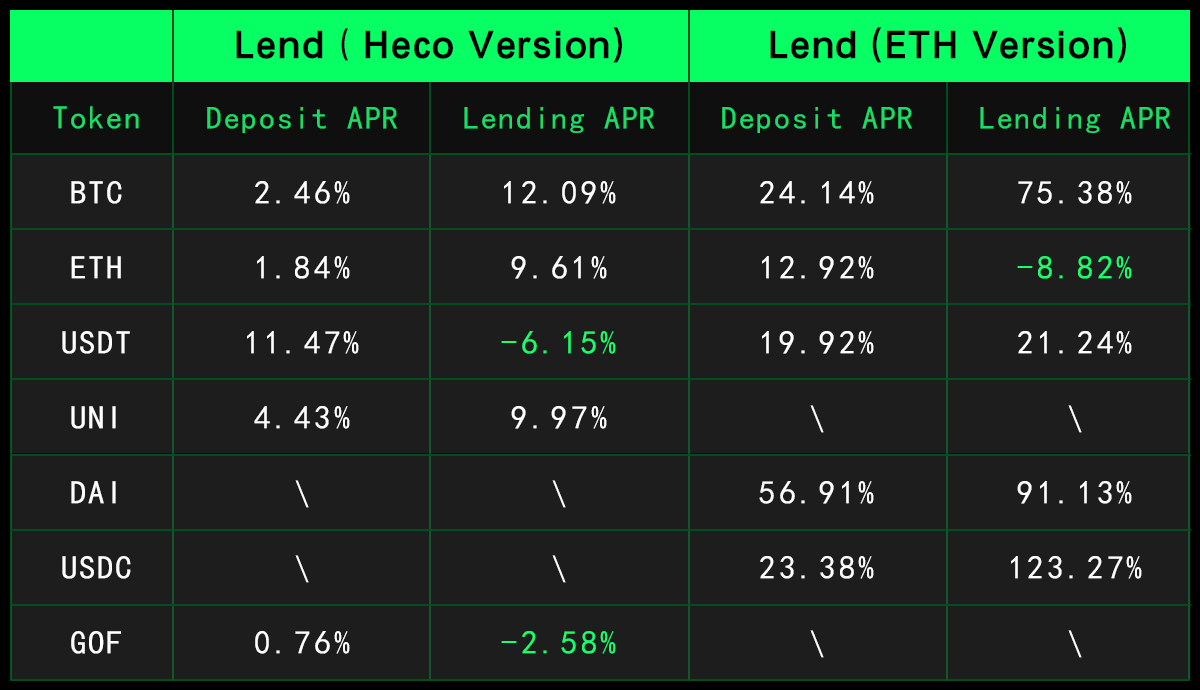 Lend ( Heco Version) Lend (ETH Version)
Token Deposit APR Lending APR Deposit APR Lending APR
BTC 2.46% 12.09% 24.14% 75.38%
ETH 1.84% 9.61% 12.92% -8.82%
USDT 11.47% -6.15% 19.92% 21.24%
UNI 4.43% 9.97% \ \
DAI \ \ 56.91% 91.13%
USDC \ \ 23.38% 123.27%
GOF 0.76% -2.58% \ \